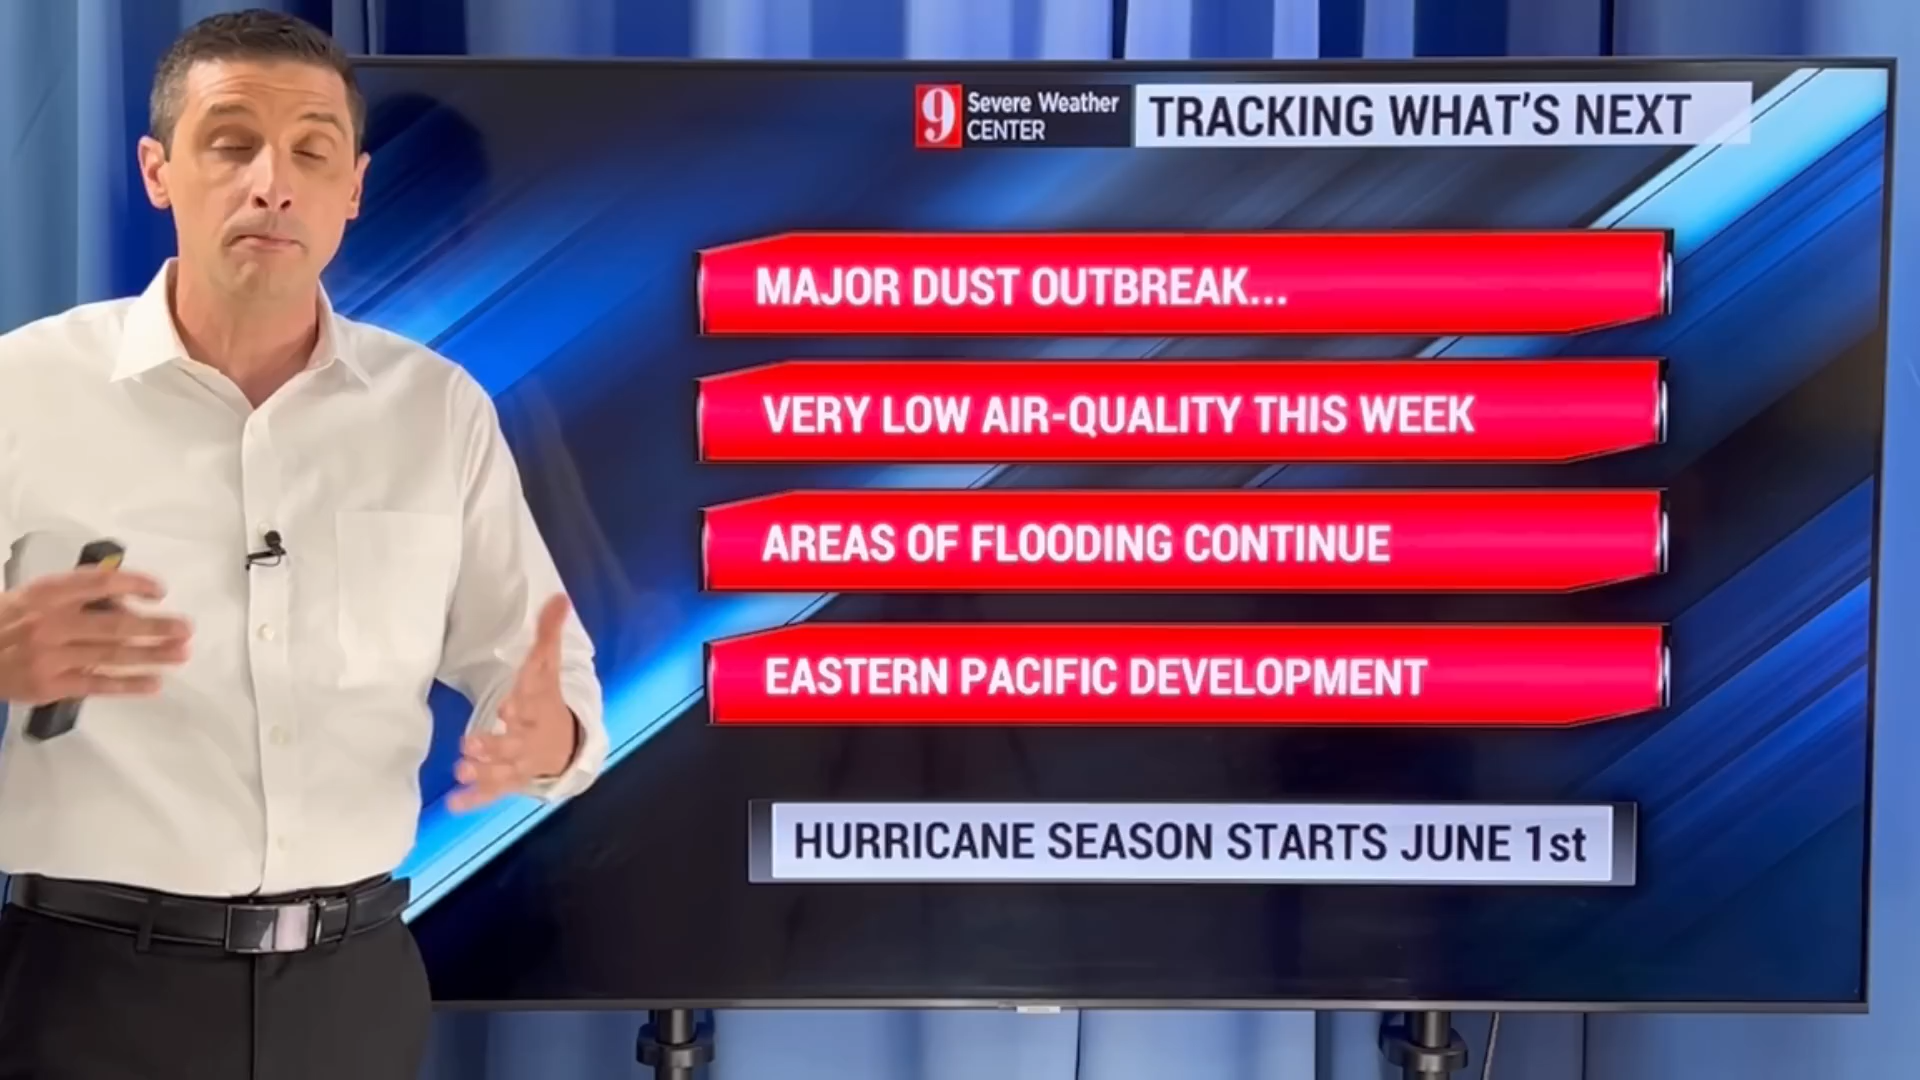 9 Severe Weather CENTER
TRACKING WHAT'S NEXT
MAJOR DUST OUTBREAK...
VERY LOW AIR-QUALITY THIS WEEK
AREAS OF FLOODING CONTINUE
EASTERN PACIFIC DEVELOPMENT
HURRICANE SEASON STARTS JUNE 1st